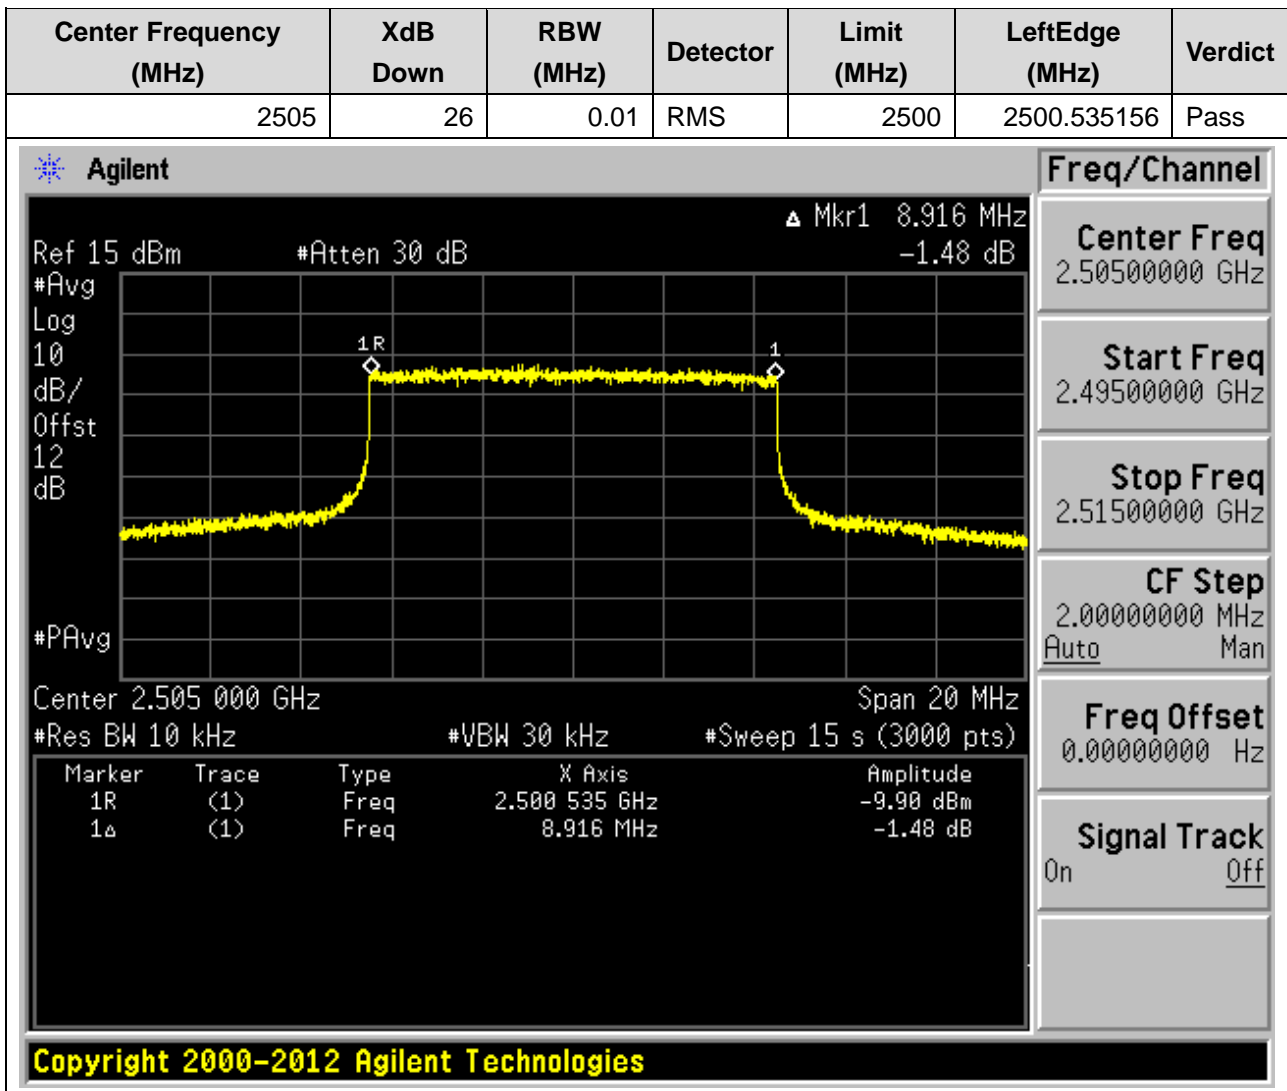 Center Frequency (MHz) XdB Down RBW (MHz) Detector Limit (MHz) LeftEdge (MHz) Verdict
2505 26 0.01 RMS 2500 2500.535156 Pass
Agilent Freq/Channel
Δ Mkr1 8.916 MHz
Ref 15 dBm #Atten 30 dB -1.48 dB
#Avg
Log
10
dB/
Offst
12
dB
1R
1
#PAvg
Center 2.505 000 GHz Span 20 MHz
#Res BW 10 kHz #VBW 30 kHz #Sweep 15 s (3000 pts)
Marker Trace Type X Axis Amplitude
1R (1) Freq 2.500 535 GHz -9.90 dBm
1Δ (1) Freq 8.916 MHz -1.48 dB
Center Freq
2.50500000 GHz
Start Freq
2.49500000 GHz
Stop Freq
2.51500000 GHz
CF Step
2.00000000 MHz
Auto Man
Freq Offset
0.00000000 Hz
Signal Track
On Off
Copyright 2000-2012 Agilent Technologies